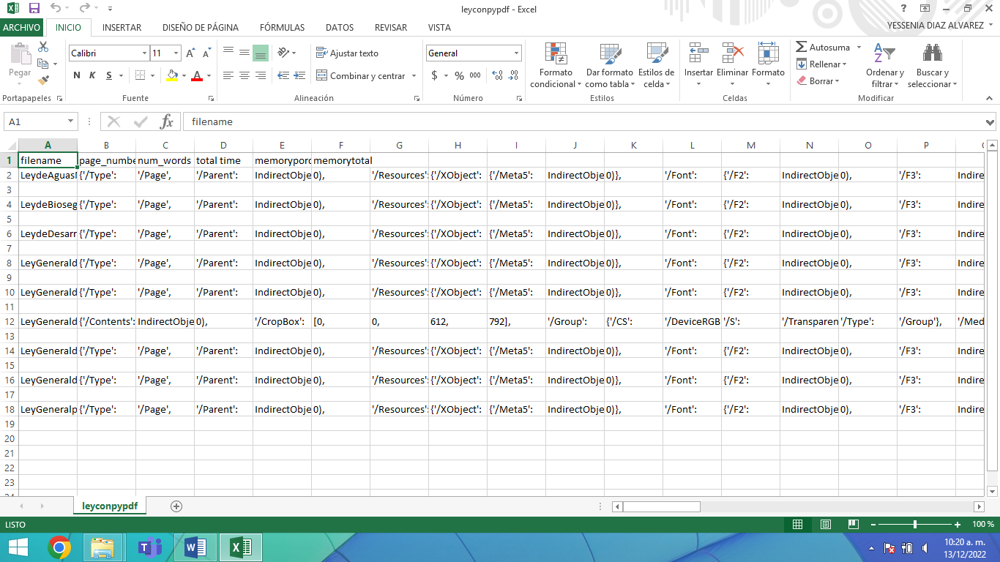 leyconpypdf - Excel
YESSENIA DIAZ ALVAREZ
ARCHIVO INICIO INSERTAR DISEÑO DE PÁGINA FÓRMULAS DATOS REVISAR VISTA
Pegar
Calibri 11
N K S
Ajustar texto
Combinar y centrar
General
$ % 000
Formato condicional
Dar formato como tabla
Estilos de celda
Insertar Eliminar Formato
Autosuma
Rellenar
Borrar
Ordenar y filtrar
Buscar y seleccionar
Portapapeles Fuente Alineación Número Estilos Celdas Modificar
A1 fx filename
A B C D E F G H I J K L M N O P
1 filename page_numbe num_words total time memoryporc memorytotal
2 LeydeAguasI {'/Type': '/Page', '/Parent': IndirectObje 0), '/Resources': {'/XObject': {'/Meta5': IndirectObje 0)}, '/Font': {'/F2': IndirectObje 0), '/F3': Indire
3
4 LeydeBioseg {'/Type': '/Page', '/Parent': IndirectObje 0), '/Resources': {'/XObject': {'/Meta5': IndirectObje 0)}, '/Font': {'/F2': IndirectObje 0), '/F3': Indire
5
6 LeydeDesarr {'/Type': '/Page', '/Parent': IndirectObje 0), '/Resources': {'/XObject': {'/Meta5': IndirectObje 0)}, '/Font': {'/F2': IndirectObje 0), '/F3': Indire
7
8 LeyGenerald {'/Type': '/Page', '/Parent': IndirectObje 0), '/Resources': {'/XObject': {'/Meta5': IndirectObje 0)}, '/Font': {'/F2': IndirectObje 0), '/F3': Indire
9
10 LeyGenerald {'/Type': '/Page', '/Parent': IndirectObje 0), '/Resources': {'/XObject': {'/Meta5': IndirectObje 0)}, '/Font': {'/F2': IndirectObje 0), '/F3': Indire
11
12 LeyGenerald {'/Contents': IndirectObje 0), '/CropBox': [0, 0, 612, 792], '/Group': {'/CS': '/DeviceRGB '/S': '/Transparen '/Type': '/Group'}, '/Med
13
14 LeyGenerald {'/Type': '/Page', '/Parent': IndirectObje 0), '/Resources': {'/XObject': {'/Meta5': IndirectObje 0)}, '/Font': {'/F2': IndirectObje 0), '/F3': Indire
15
16 LeyGenerald {'/Type': '/Page', '/Parent': IndirectObje 0), '/Resources': {'/XObject': {'/Meta5': IndirectObje 0)}, '/Font': {'/F2': IndirectObje 0), '/F3': Indire
17
18 LeyGeneralp {'/Type': '/Page', '/Parent': IndirectObje 0), '/Resources': {'/XObject': {'/Meta5': IndirectObje 0)}, '/Font': {'/F2': IndirectObje 0), '/F3': Indire
19
20
21
22
23
leyconpypdf
LISTO
100 %
10:20 a. m.
13/12/2022